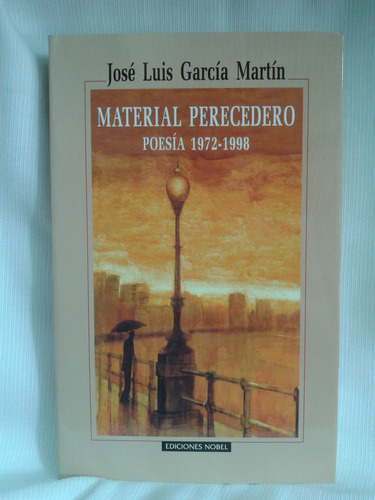 José Luis García Martín
MATERIAL PERECEDERO
POESÍA 1972-1998
EDICIONES NOBEL